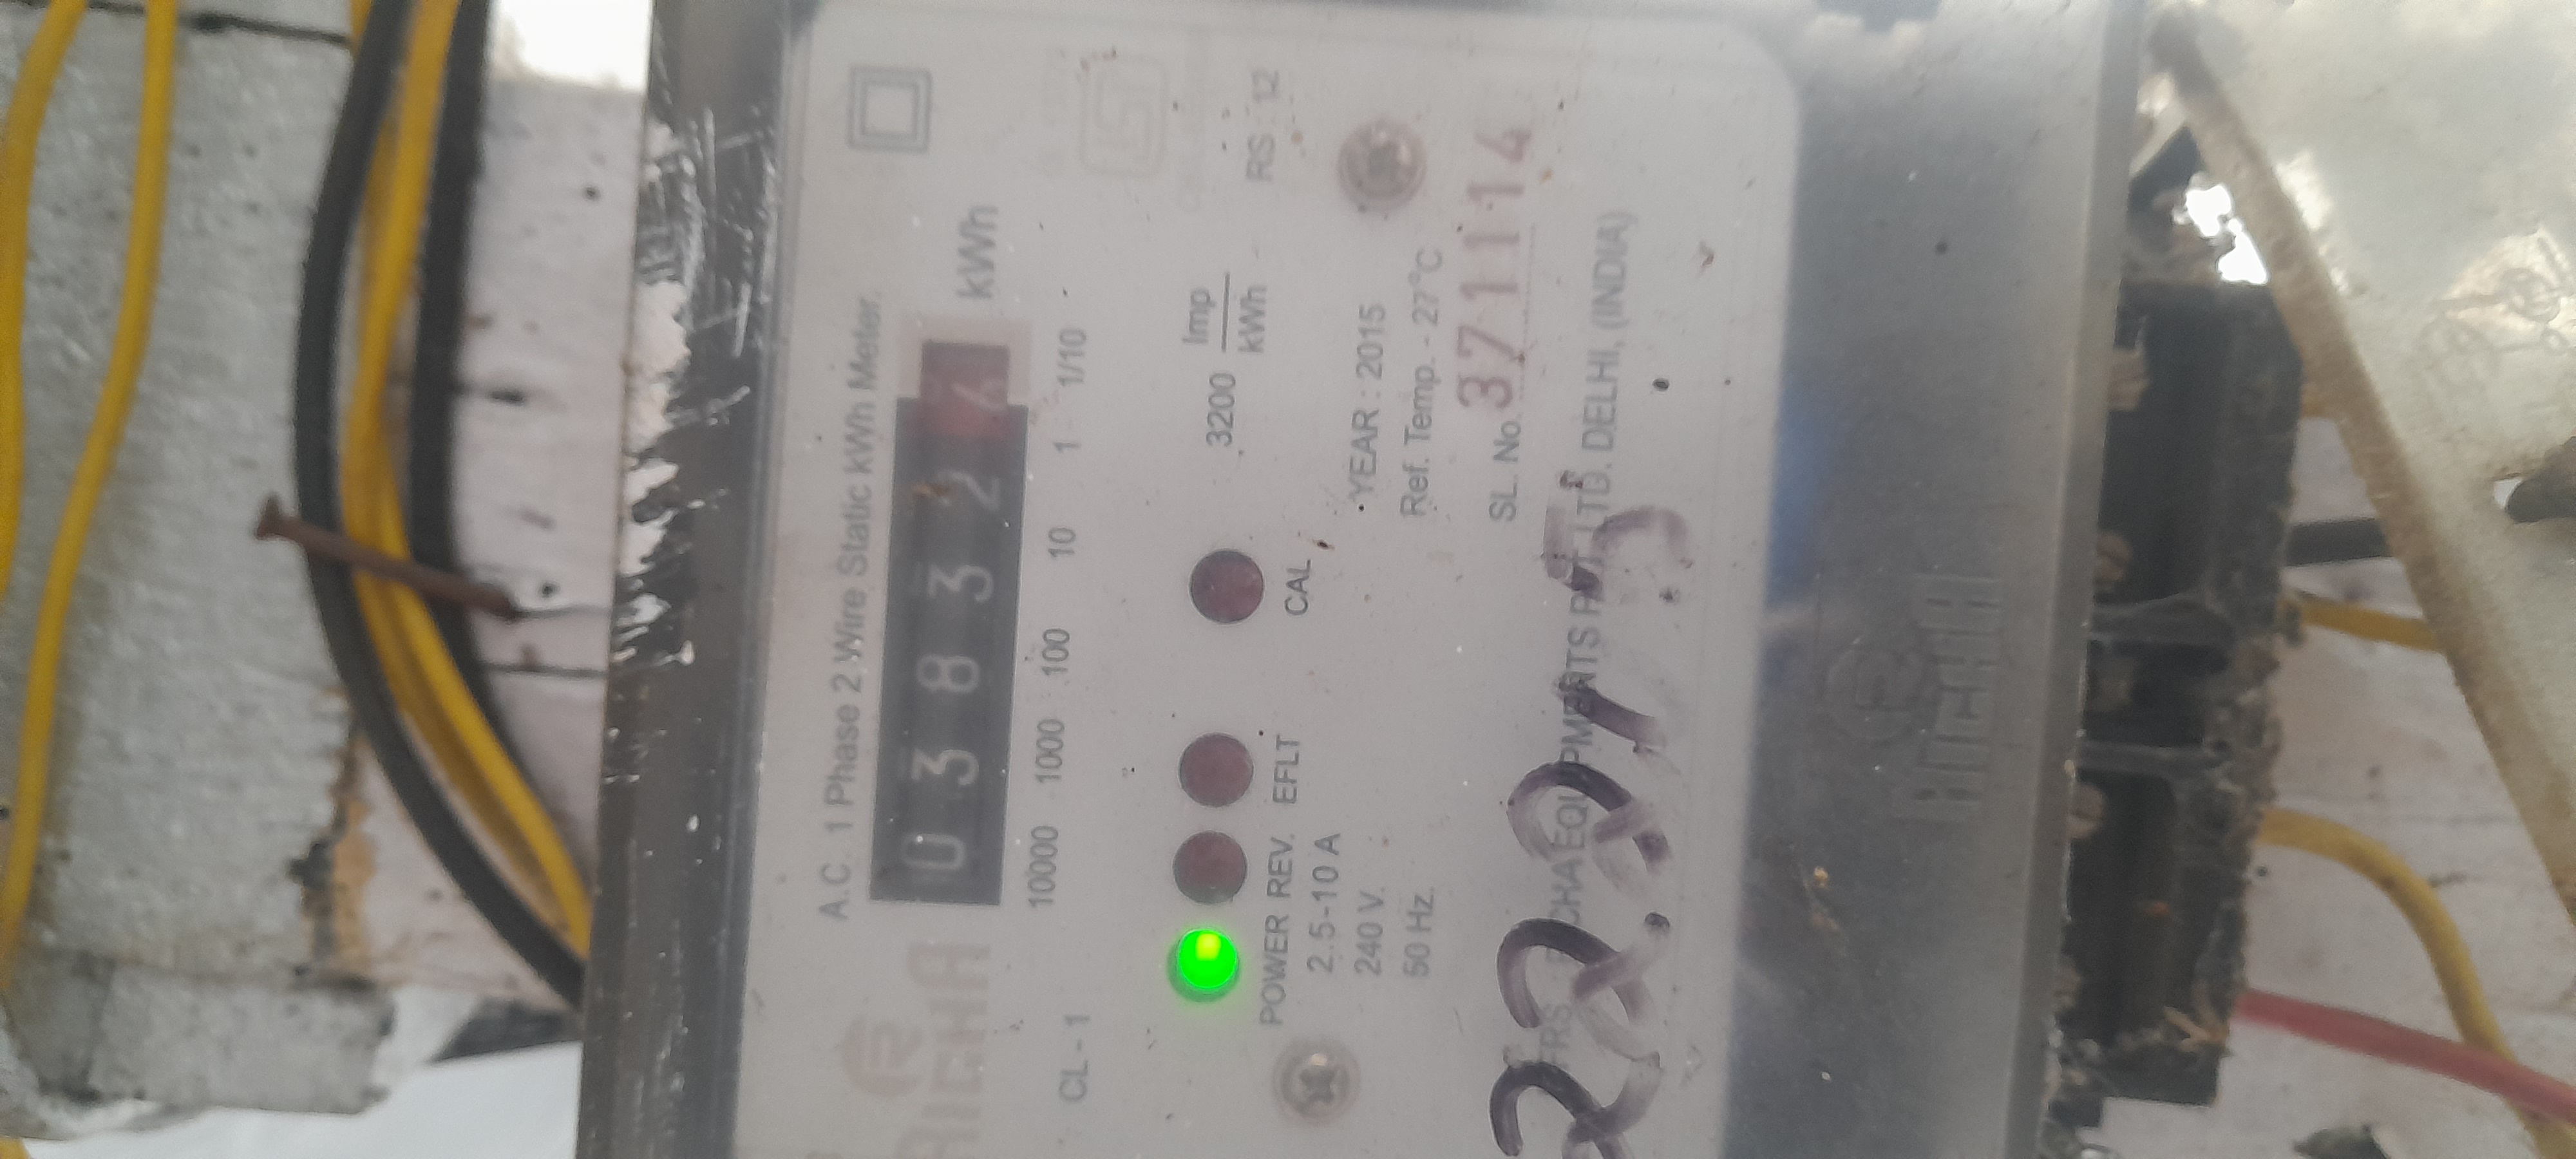 A.C. 1 Phase 2 Wire Static kWh Meter.
0 3 8 3 2 kWh
10000 1000 100 10 1 1/10
RICHA
CL - 1
3200 Imp
kWh
RS : 12
POWER REV. EFLT CAL
2.5-10 A
240 V.
50 Hz.
YEAR : 2015
Ref. Temp. - 27°C
SL. No. 3711114
LTD. DELHI, (INDIA)